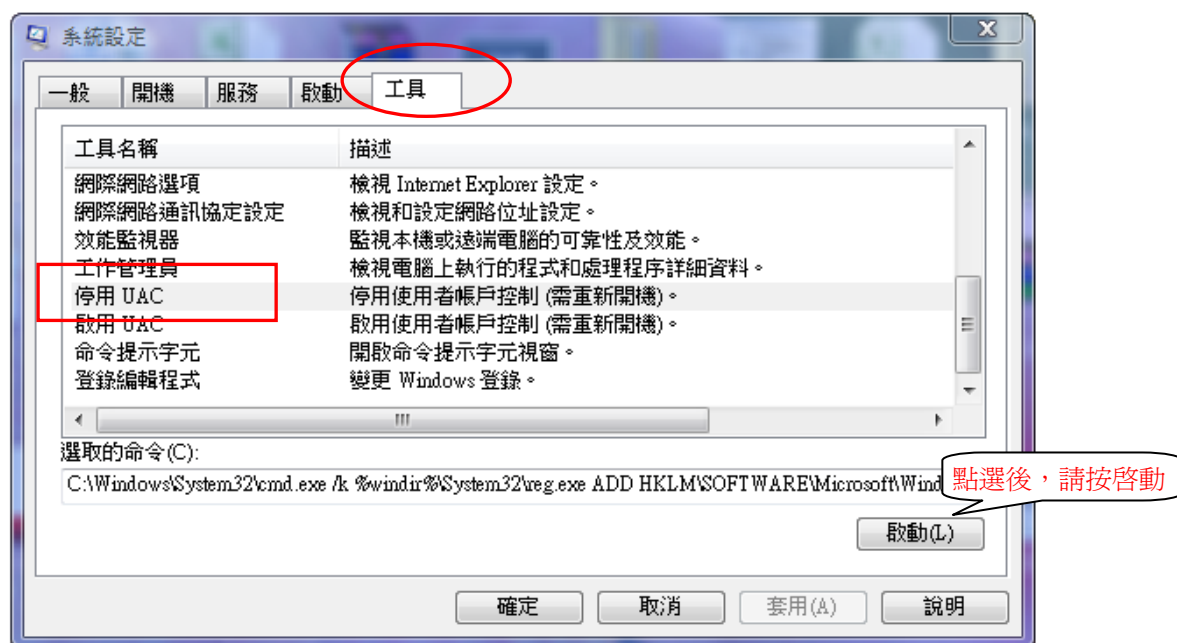 系統設定
一般 開機 服務 啟動 工具
工具名稱 描述
網際網路選項 檢視 Internet Explorer 設定。
網際網路通訊協定設定 檢視和設定網路位址設定。
效能監視器 監視本機或遠端電腦的可靠性及效能。
工作管理員 檢視電腦上執行的程式和處理程序詳細資料。
停用 UAC 停用使用者帳戶控制 (需重新開機)。
啟用 UAC 啟用使用者帳戶控制 (需重新開機)。
命令提示字元 開啟命令提示字元視窗。
登錄編輯程式 變更 Windows 登錄。
選取的命令(C):
C:\Windows\System32\cmd.exe /k %windir%\System32\reg.exe ADD HKLM\SOFTWARE\Microsoft\Wind
點選後，請按啓動
啟動(L)
確定 取消 套用(A) 說明